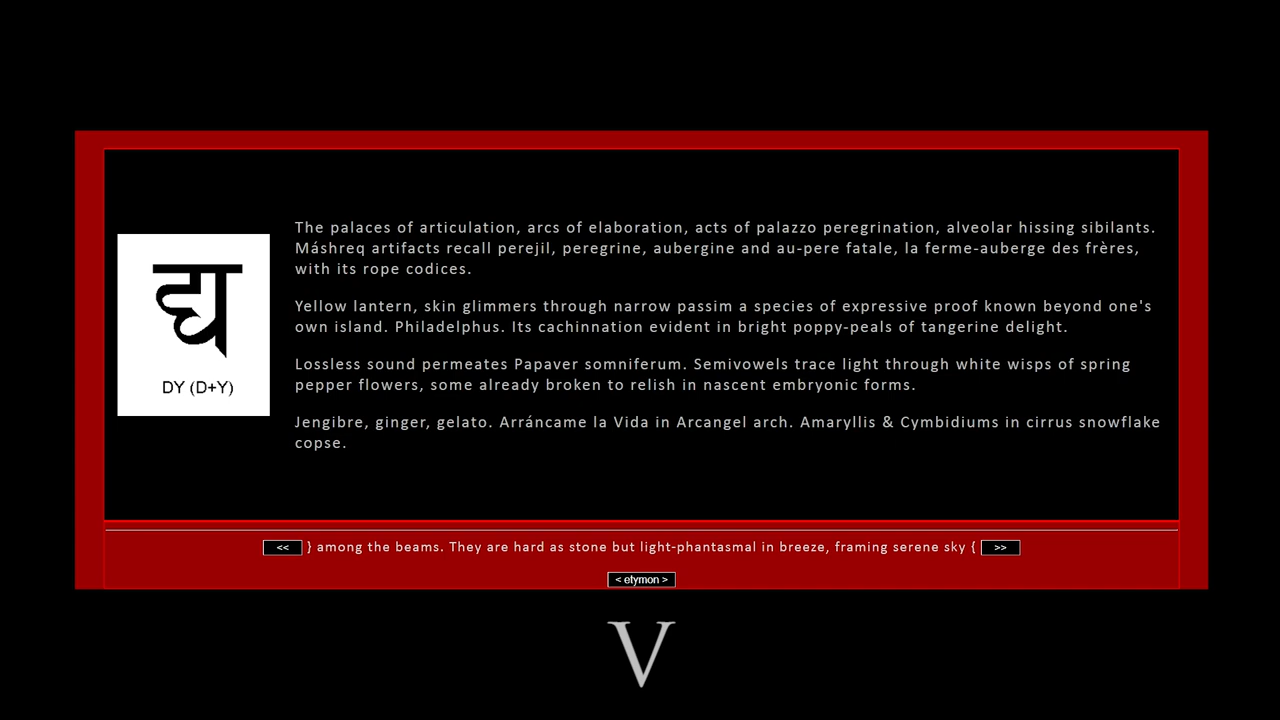 The palaces of articulation, arcs of elaboration, acts of palazzo peregrination, alveolar hissing sibilants.
Máshreq artifacts recall perejil, peregrine, aubergine and au-pere fatale, la ferme-auberge des frères,
with its rope codices.
द्य
DY (D+Y)
Yellow lantern, skin glimmers through narrow passim a species of expressive proof known beyond one's
own island. Philadelphus. Its cachinnation evident in bright poppy-peals of tangerine delight.
Lossless sound permeates Papaver somniferum. Semivowels trace light through white wisps of spring
pepper flowers, some already broken to relish in nascent embryonic forms.
Jengibre, ginger, gelato. Arráncame la Vida in Arcangel arch. Amaryllis & Cymbidiums in cirrus snowflake
copse.
<< } among the beams. They are hard as stone but light-phantasmal in breeze, framing serene sky { >>
< etymon >
V